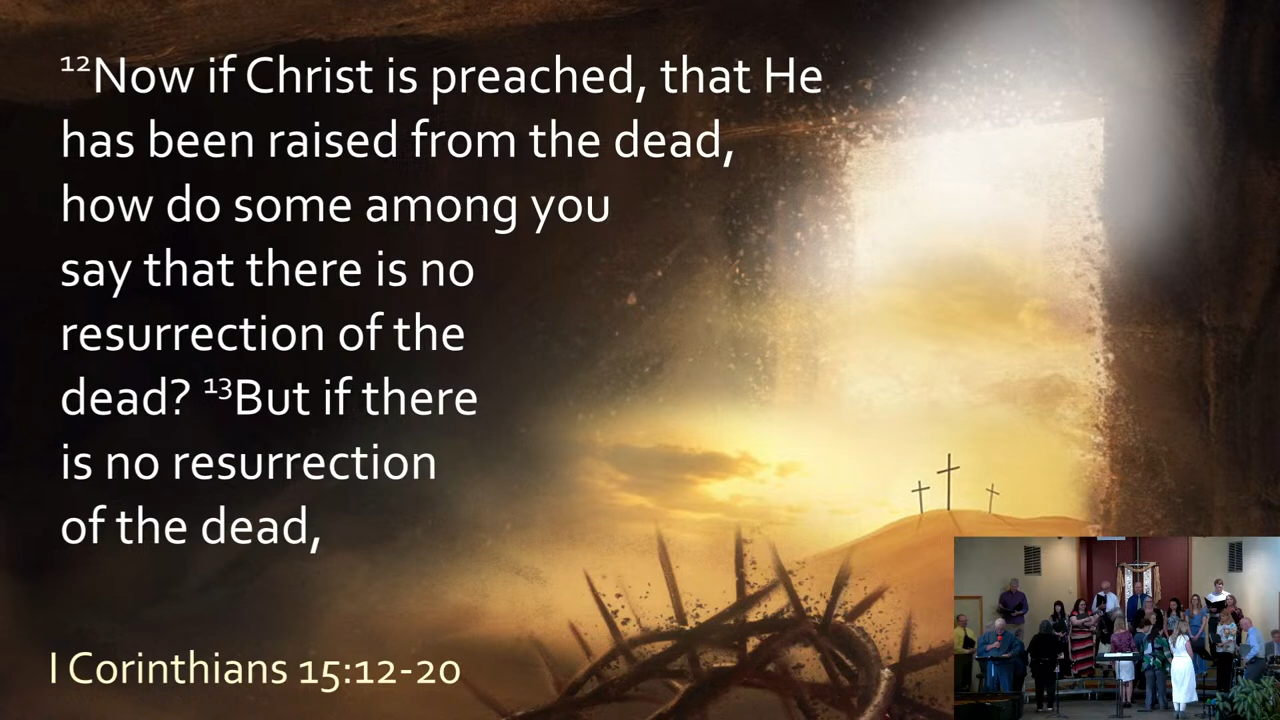 ¹²Now if Christ is preached, that He
has been raised from the dead,
how do some among you
say that there is no
resurrection of the
dead? ¹³But if there
is no resurrection
of the dead,
I Corinthians 15:12-20